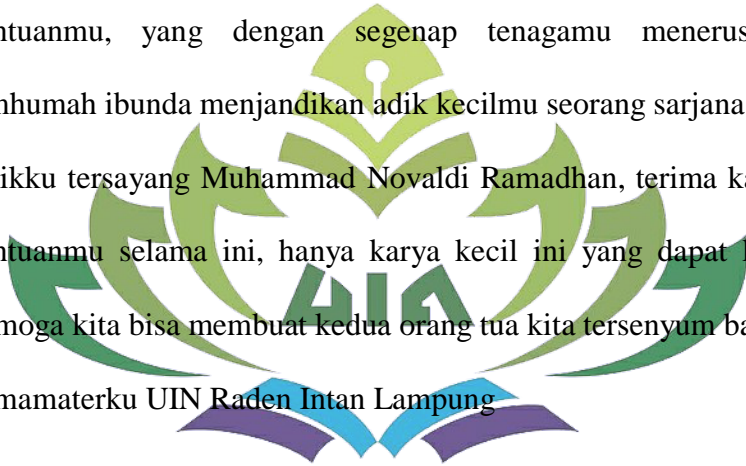 ntuanmu, yang dengan segenap tenagamu menerus
nhumah ibunda menjandikan adik kecilmu seorang sarjana
ikku tersayang Muhammad Novaldi Ramadhan, terima ka
ntuanmu selama ini, hanya karya kecil ini yang dapat
moga kita bisa membuat kedua orang tua kita tersenyum ba
UIN
mamaterku UIN Raden Intan Lampung